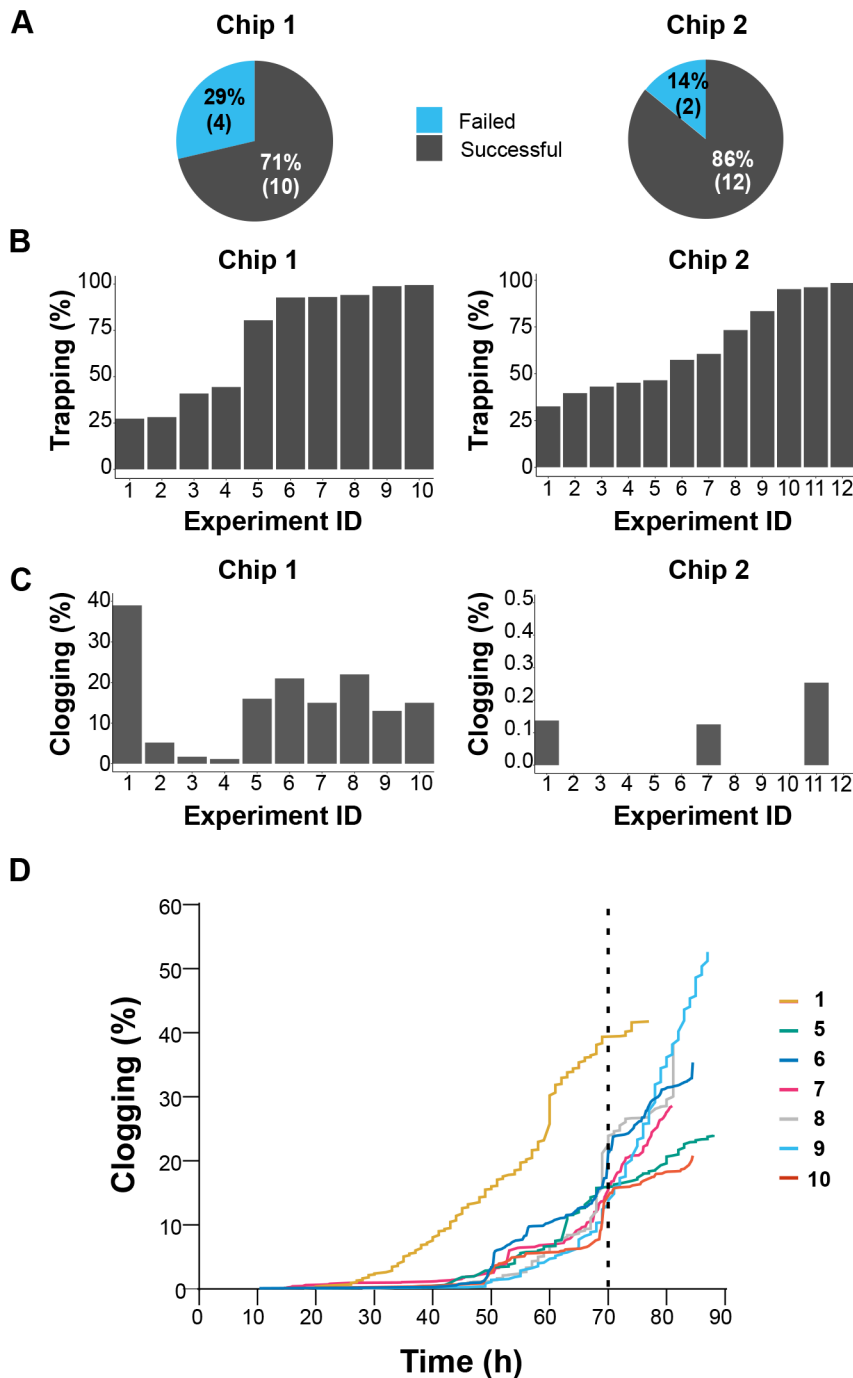 A
Chip 1
Chip 2
29%
(4)
71%
(10)
Failed
Successful
14%
(2)
86%
(12)
B
Chip 1
Trapping (%)
100
75
50
25
0
1 2 3 4 5 6 7 8 9 10
Experiment ID
Chip 2
Trapping (%)
100
75
50
25
0
1 2 3 4 5 6 7 8 9 10 11 12
Experiment ID
C
Chip 1
Clogging (%)
40
30
20
10
0
1 2 3 4 5 6 7 8 9 10
Experiment ID
Chip 2
Clogging (%)
0.5
0.4
0.3
0.2
0.1
0.0
1 2 3 4 5 6 7 8 9 10 11 12
Experiment ID
D
Clogging (%)
60
50
40
30
20
10
0
0 10 20 30 40 50 60 70 80 90
Time (h)
1
5
6
7
8
9
10